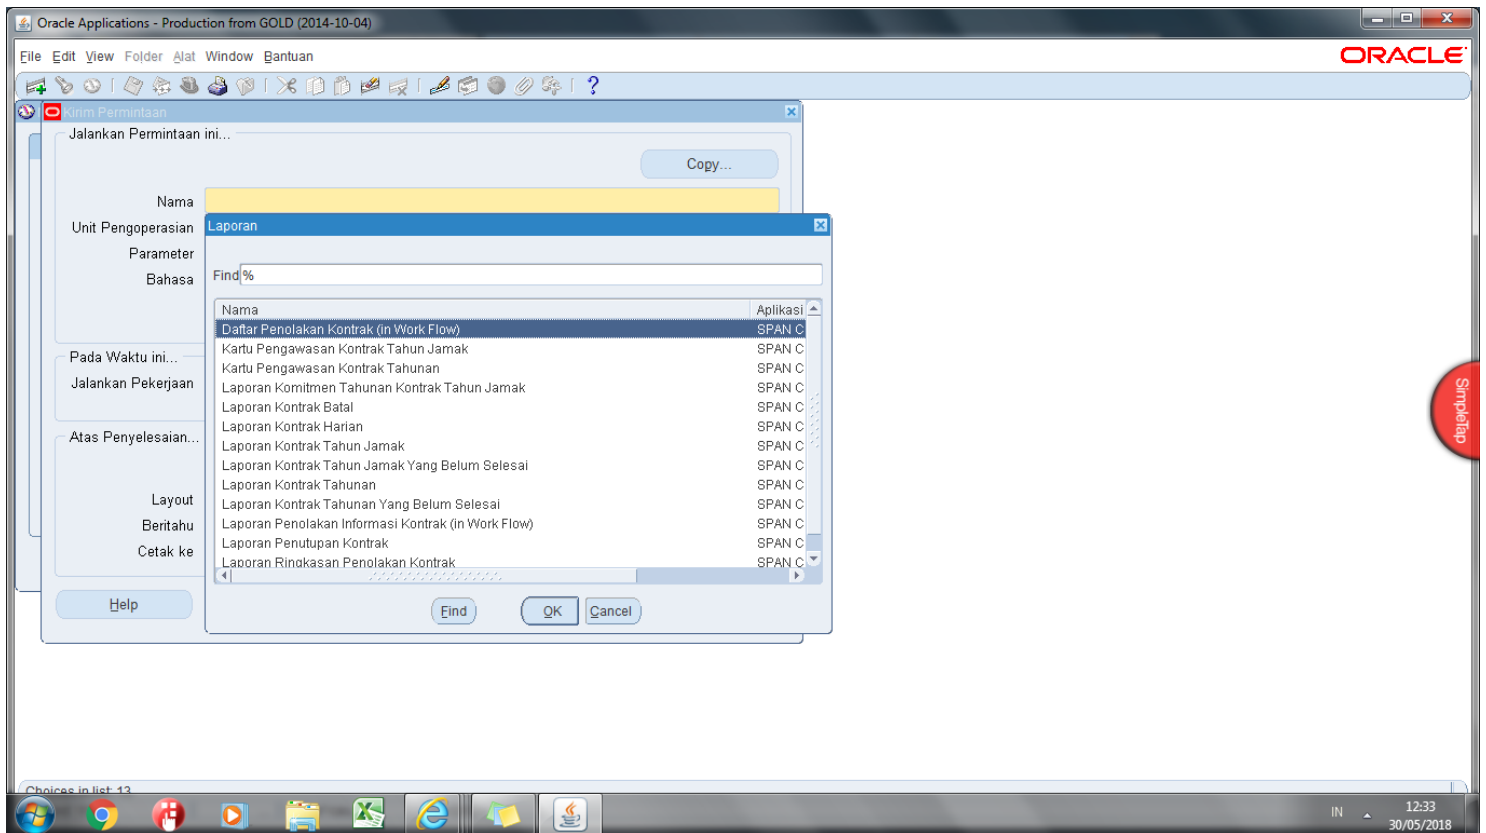 Oracle Applications - Production from GOLD (2014-10-04)
File Edit View Folder Alat Window Bantuan
ORACLE
Kirim Permintaan
Jalankan Permintaan ini...
Copy...
Nama
Unit Pengoperasian
Parameter
Bahasa
Laporan
Find %
Nama Aplikasi
Daftar Penolakan Kontrak (in Work Flow) SPAN C
Kartu Pengawasan Kontrak Tahun Jamak SPAN C
Kartu Pengawasan Kontrak Tahunan SPAN C
Laporan Komitmen Tahunan Kontrak Tahun Jamak SPAN C
Laporan Kontrak Batal SPAN C
Laporan Kontrak Harian SPAN C
Laporan Kontrak Tahun Jamak SPAN C
Laporan Kontrak Tahun Jamak Yang Belum Selesai SPAN C
Laporan Kontrak Tahunan SPAN C
Laporan Kontrak Tahunan Yang Belum Selesai SPAN C
Laporan Penolakan Informasi Kontrak (in Work Flow) SPAN C
Laporan Penutupan Kontrak SPAN C
Laporan Ringkasan Penolakan Kontrak SPAN C
Find OK Cancel
Pada Waktu ini...
Jalankan Pekerjaan
Atas Penyelesaian...
Layout
Beritahu
Cetak ke
Help
SimpleTap
Choices in list: 13
IN
12:33
30/05/2018